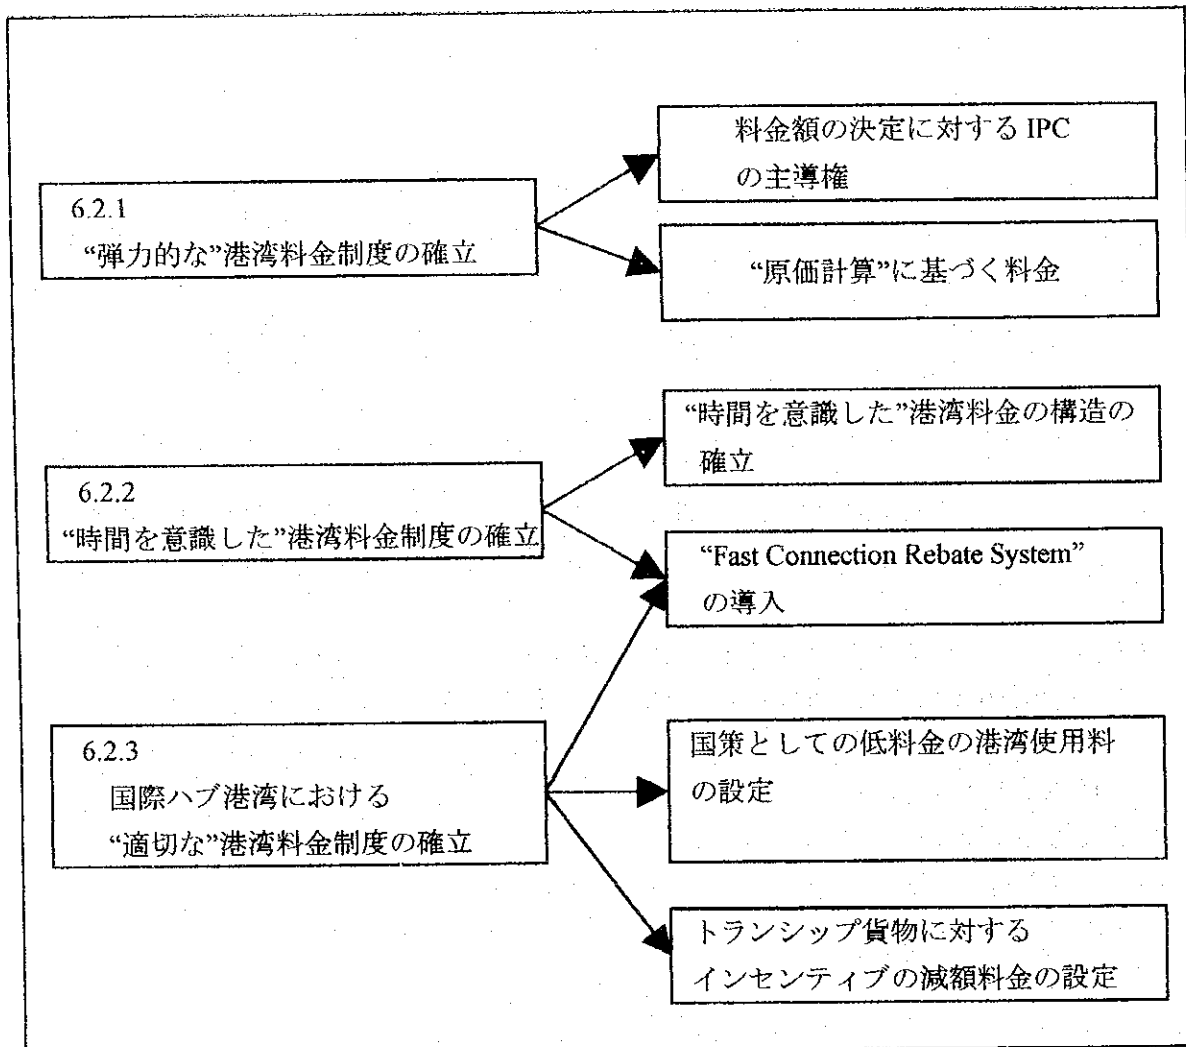 料金額の決定に対する IPC
の主導権
6.2.1
“弾力的な”港湾料金制度の確立
“原価計算”に基づく料金
“時間を意識した”港湾料金の構造の
確立
6.2.2
“時間を意識した”港湾料金制度の確立
“Fast Connection Rebate System”
の導入
6.2.3
国際ハブ港湾における
“適切な”港湾料金制度の確立
国策としての低料金の港湾使用料
の設定
トランシップ貨物に対する
インセンティブの減額料金の設定